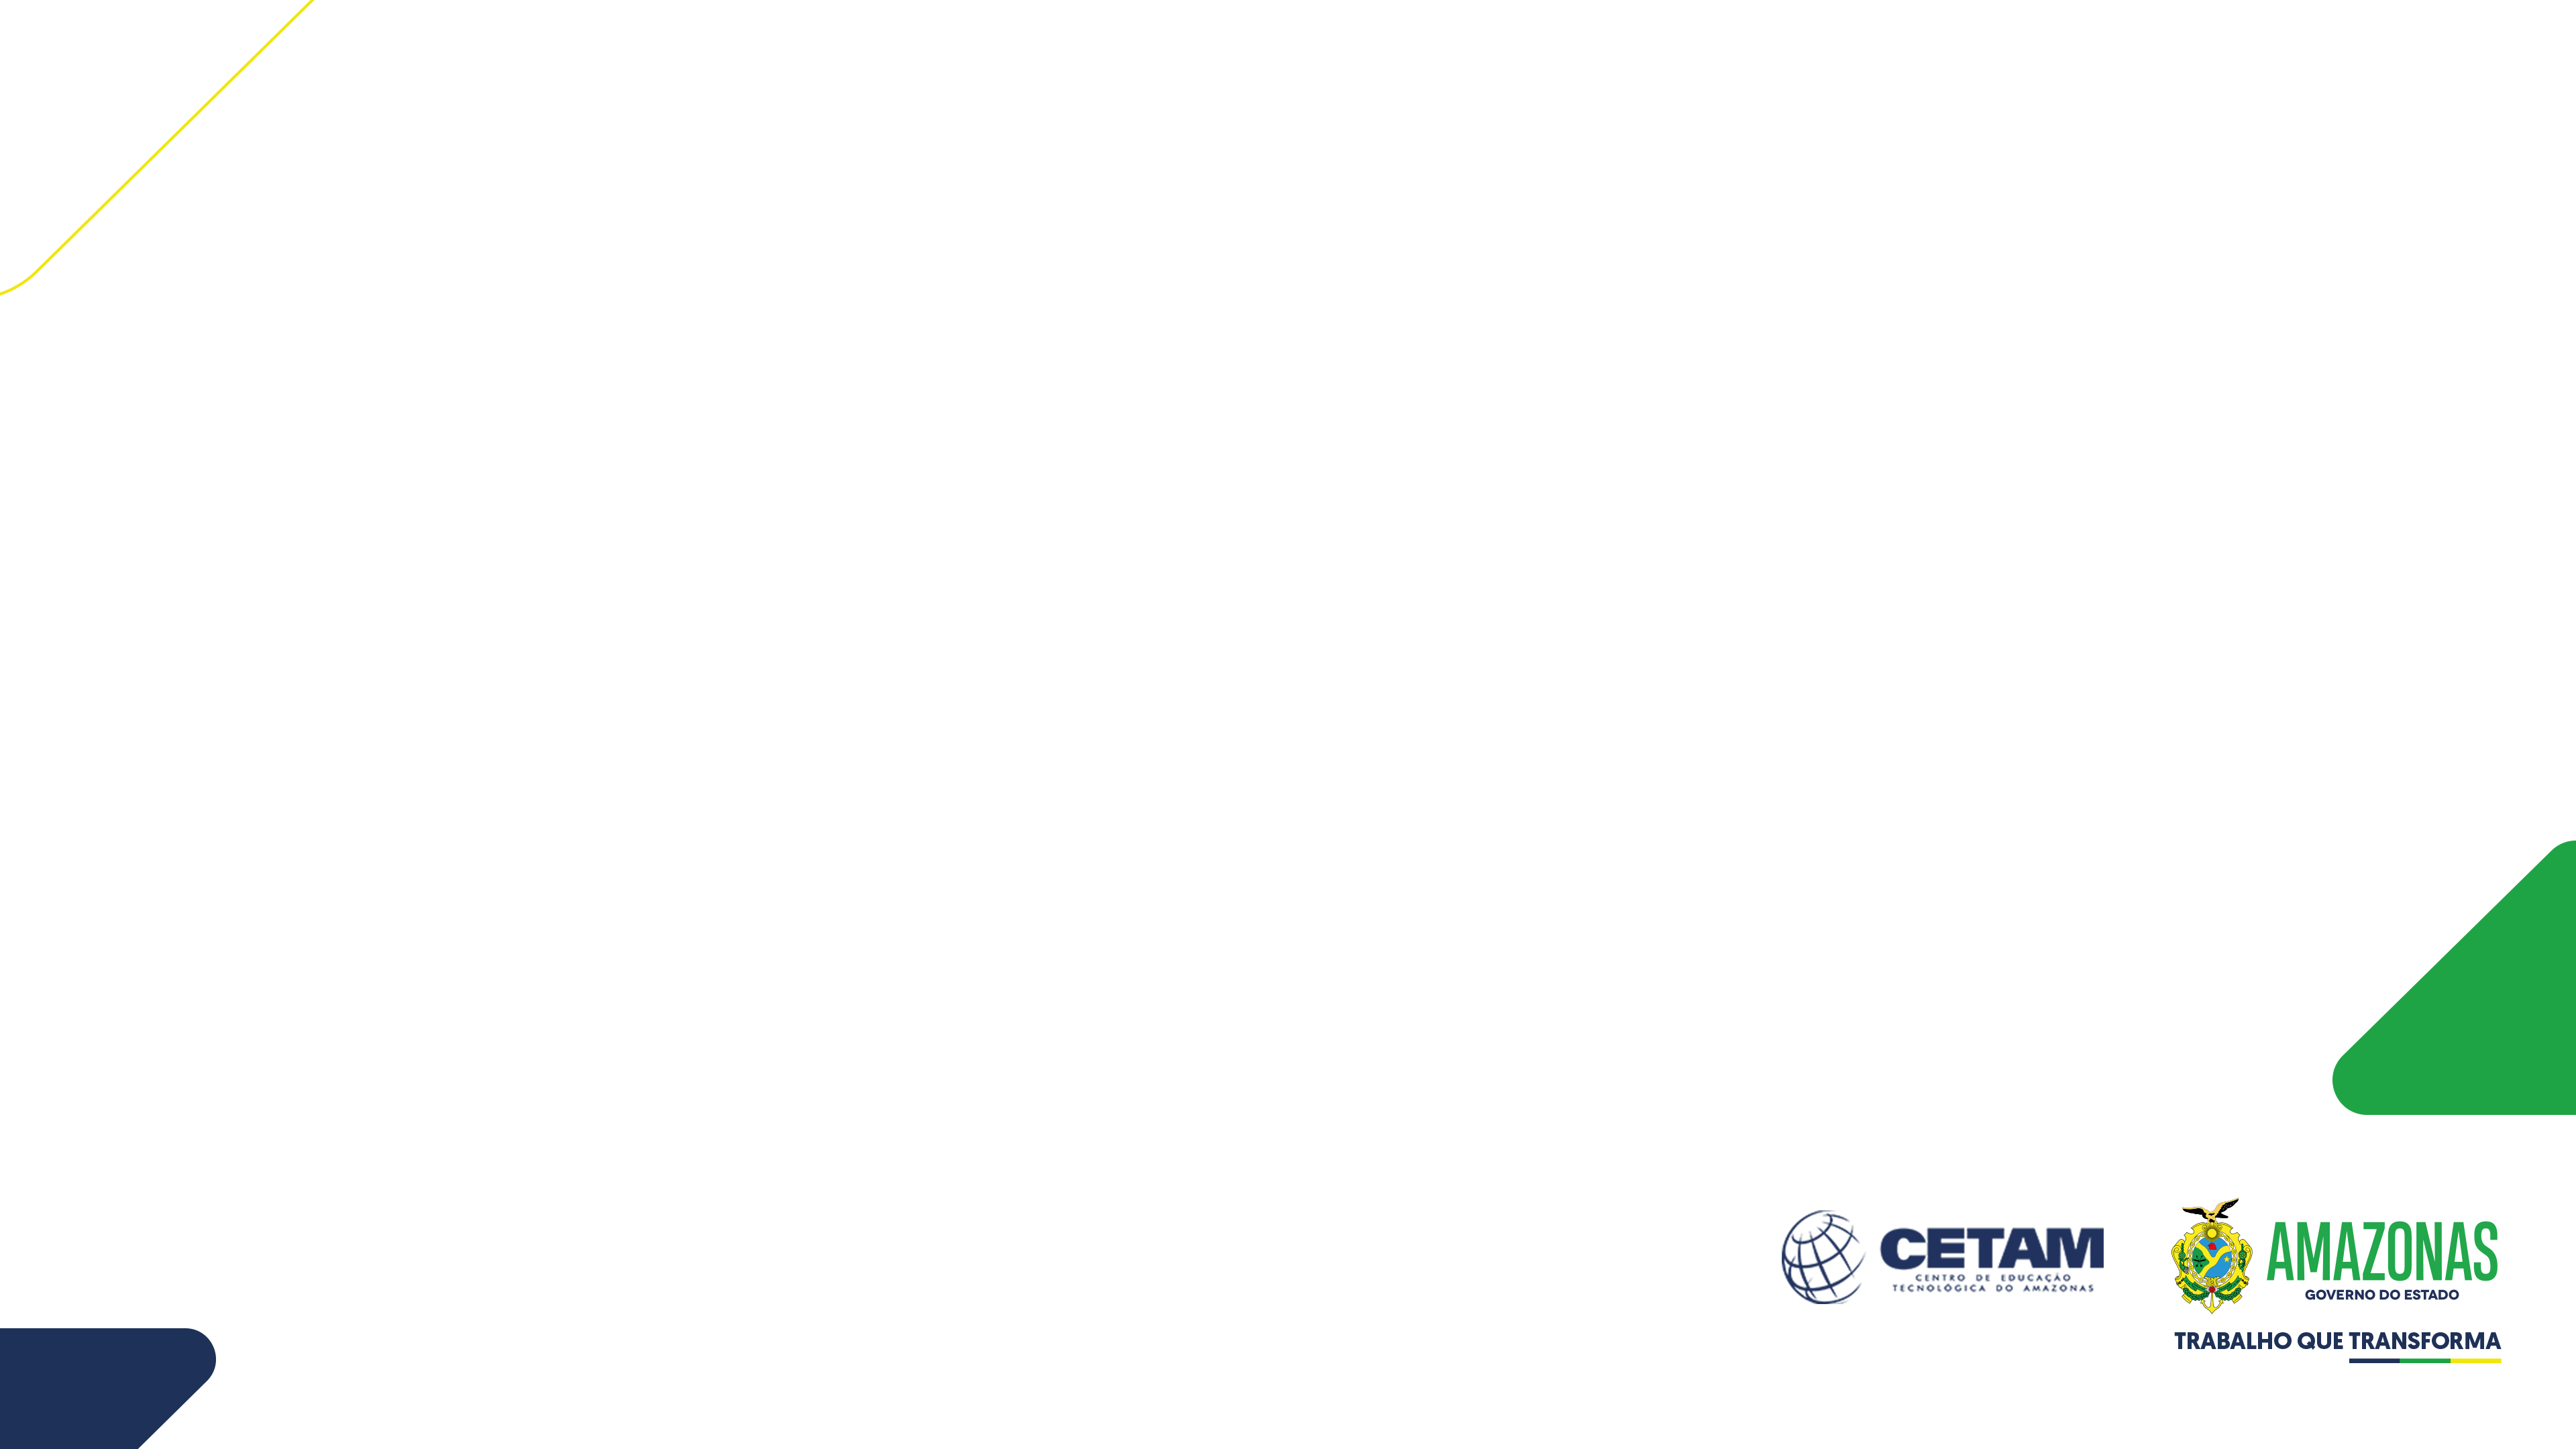 CETAM
CENTRO DE EDUCAÇÃO
TECNOLÓGICA DO AMAZONAS
AMAZONAS
GOVERNO DO ESTADO
TRABALHO QUE TRANSFORMA